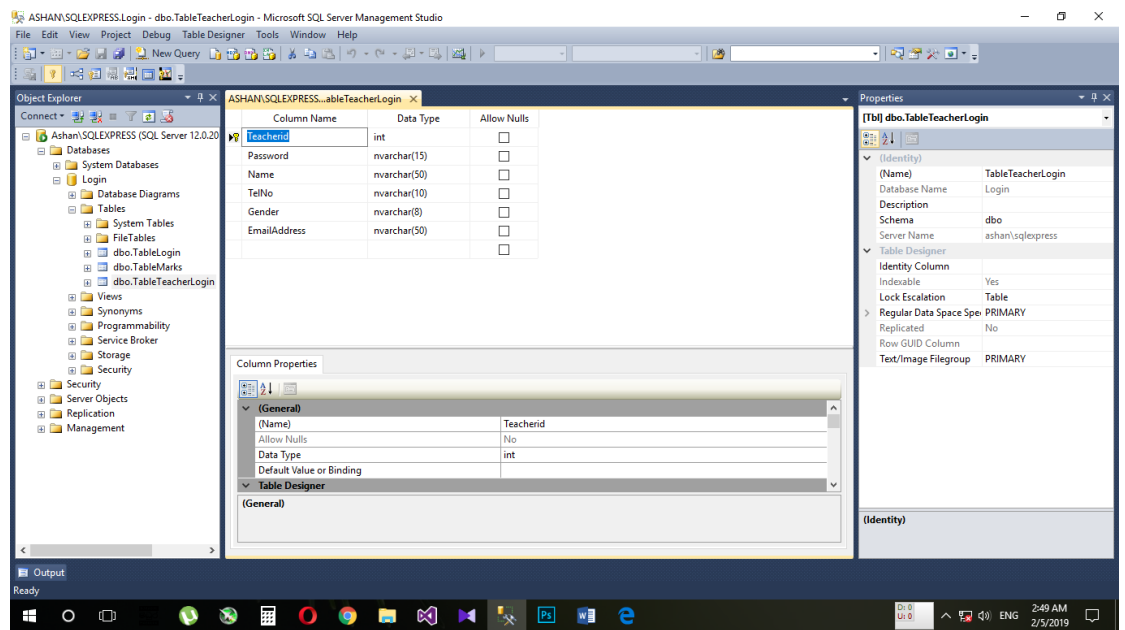 ASHAN\SQLEXPRESS.Login - dbo.TableTeacherLogin - Microsoft SQL Server Management Studio
File Edit View Project Debug Table Designer Tools Window Help
New Query
Object Explorer
Connect
Ashan\SQLEXPRESS (SQL Server 12.0.20
Databases
System Databases
Login
Database Diagrams
Tables
System Tables
FileTables
dbo.TableLogin
dbo.TableMarks
dbo.TableTeacherLogin
Views
Synonyms
Programmability
Service Broker
Storage
Security
Security
Server Objects
Replication
Management
ASHAN\SQLEXPRESS...ableTeacherLogin
Column Name Data Type Allow Nulls
Teacherid int
Password nvarchar(15)
Name nvarchar(50)
TelNo nvarchar(10)
Gender nvarchar(8)
EmailAddress nvarchar(50)
Column Properties
(General)
(Name) Teacherid
Allow Nulls No
Data Type int
Default Value or Binding
Table Designer
(General)
Properties
[Tbl] dbo.TableTeacherLogin
(Identity)
(Name) TableTeacherLogin
Database Name Login
Description
Schema dbo
Server Name ashan\sqlexpress
Table Designer
Identity Column
Indexable Yes
Lock Escalation Table
Regular Data Space Spe PRIMARY
Replicated No
Row GUID Column
Text/Image Filegroup PRIMARY
(Identity)
Output
Ready
Ps
D: 0
U: 0
ENG
2:49 AM
2/5/2019